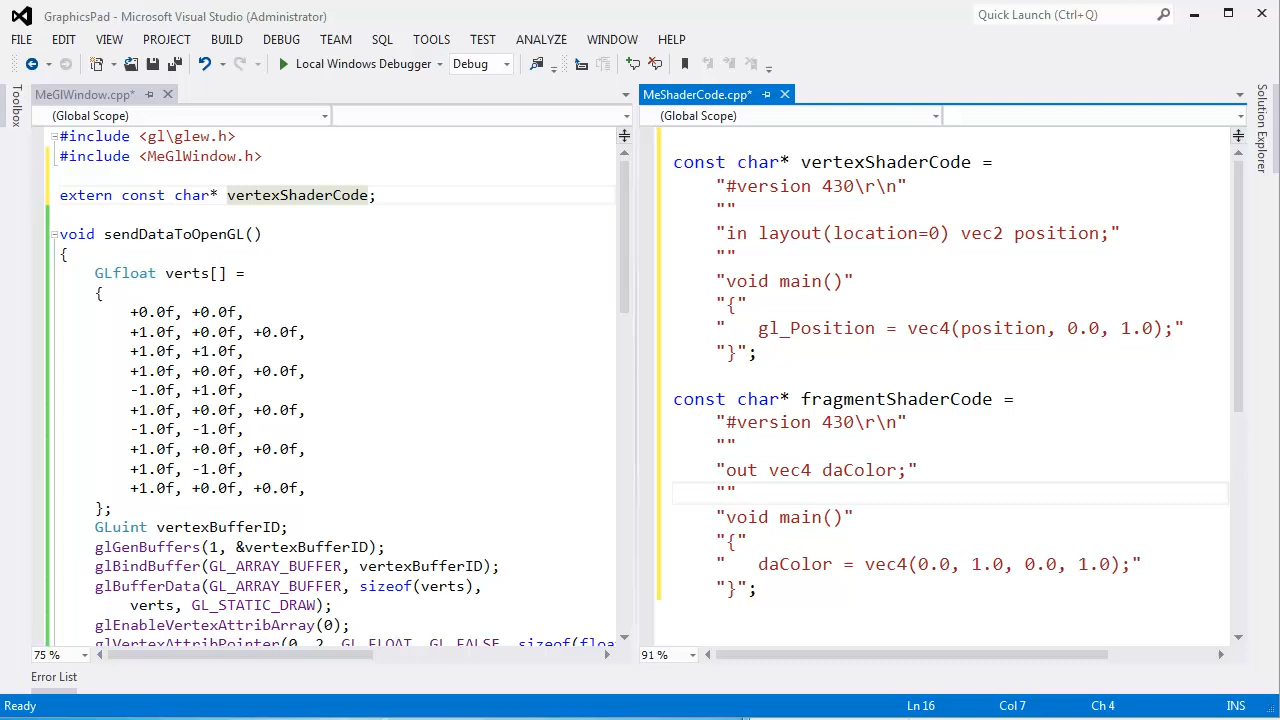 GraphicsPad - Microsoft Visual Studio (Administrator)
Quick Launch (Ctrl+Q)
FILE EDIT VIEW PROJECT BUILD DEBUG TEAM SQL TOOLS TEST ANALYZE WINDOW HELP
Local Windows Debugger Debug
Toolbox
MeGlWindow.cpp*
(Global Scope)
#include <gl\glew.h>
#include <MeGlWindow.h>
extern const char* vertexShaderCode;
void sendDataToOpenGL()
{
GLfloat verts[] =
{
+0.0f, +0.0f,
+1.0f, +0.0f, +0.0f,
+1.0f, +1.0f,
+1.0f, +0.0f, +0.0f,
-1.0f, +1.0f,
+1.0f, +0.0f, +0.0f,
-1.0f, -1.0f,
+1.0f, +0.0f, +0.0f,
+1.0f, -1.0f,
+1.0f, +0.0f, +0.0f,
};
GLuint vertexBufferID;
glGenBuffers(1, &vertexBufferID);
glBindBuffer(GL_ARRAY_BUFFER, vertexBufferID);
glBufferData(GL_ARRAY_BUFFER, sizeof(verts),
verts, GL_STATIC_DRAW);
glEnableVertexAttribArray(0);
glVertexAttribPointer(0, 2, GL_FLOAT, GL_FALSE, sizeof(floa
75 %
MeShaderCode.cpp*
(Global Scope)
const char* vertexShaderCode =
"#version 430\r\n"
""
"in layout(location=0) vec2 position;"
""
"void main()"
"{"
"   gl_Position = vec4(position, 0.0, 1.0);"
"}";
const char* fragmentShaderCode =
"#version 430\r\n"
""
"out vec4 daColor;"
""
"void main()"
"{"
"   daColor = vec4(0.0, 1.0, 0.0, 1.0);"
"}";
91 %
Solution Explorer
Error List
Ready
Ln 16 Col 7 Ch 4 INS